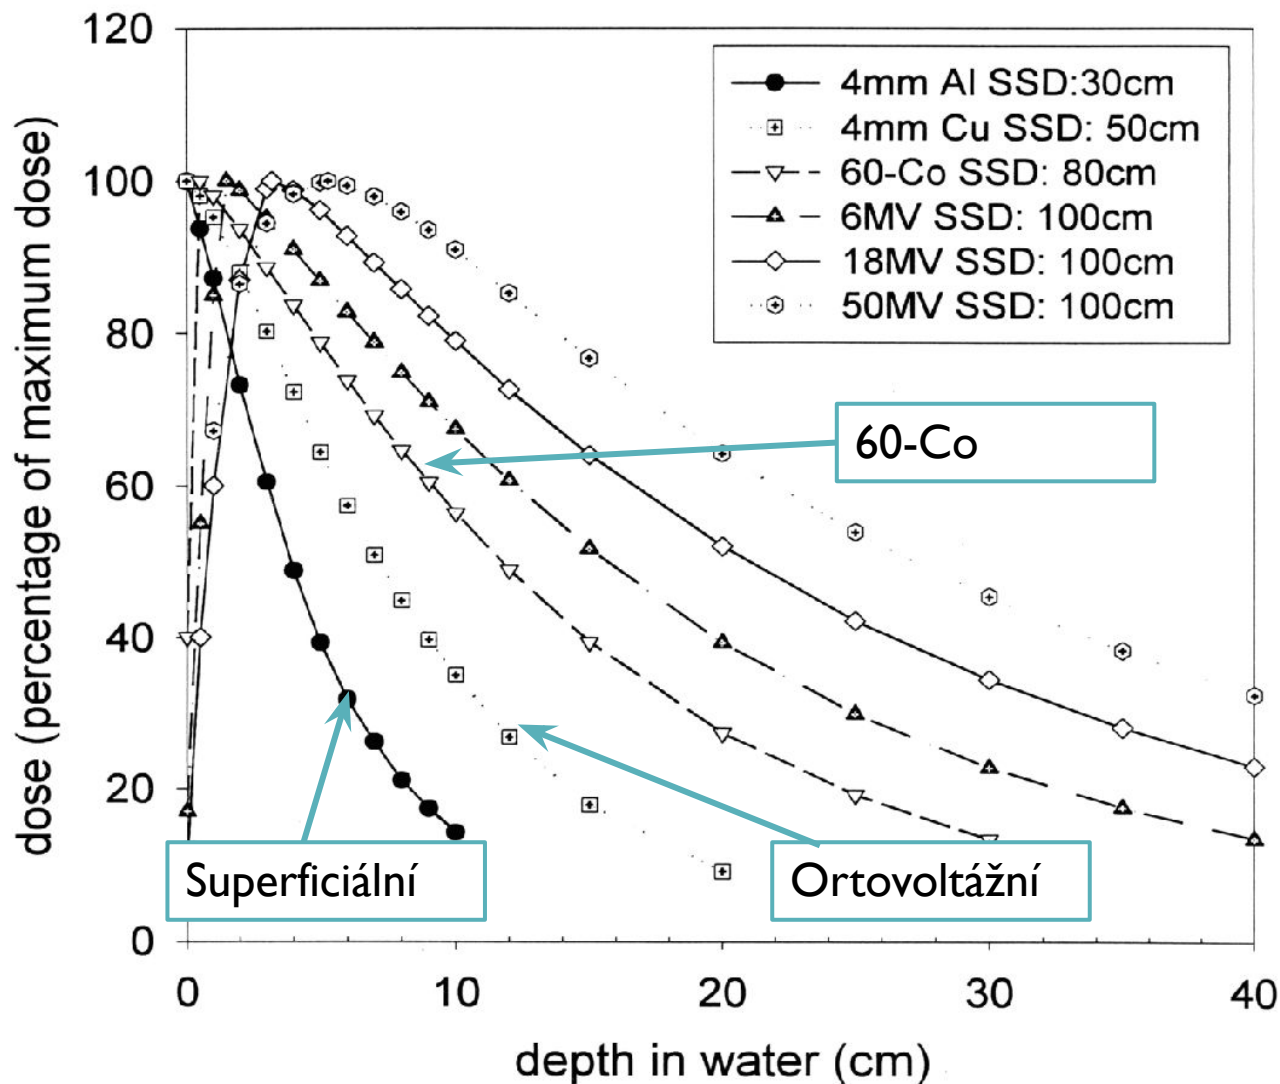 120
100
80
60
40
20
0
dose (percentage of maximum dose)
4mm Al SSD:30cm
4mm Cu SSD: 50cm
60-Co SSD: 80cm
6MV SSD: 100cm
18MV SSD: 100cm
50MV SSD: 100cm
60-Co
Superficiální
Ortovoltážní
0 10 20 30 40
depth in water (cm)